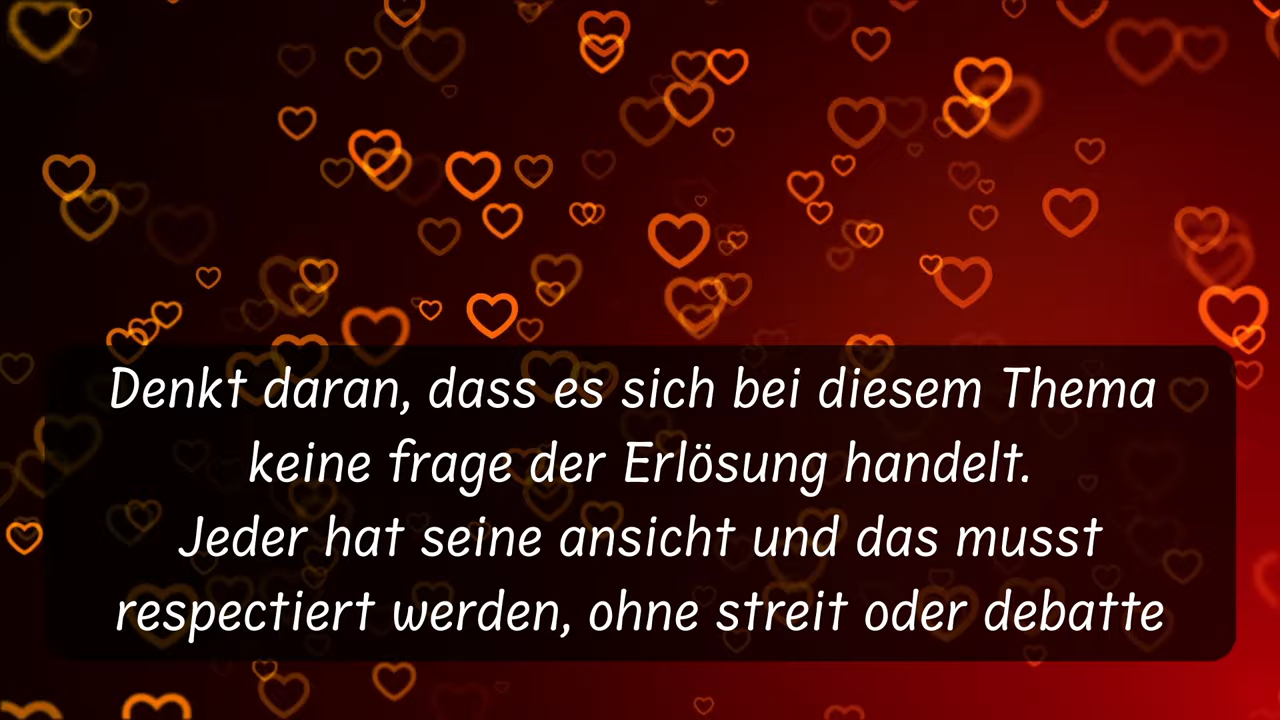 Denkt daran, dass es sich bei diesem Thema
keine frage der Erlösung handelt.
Jeder hat seine ansicht und das musst
respectiert werden, ohne streit oder debatte